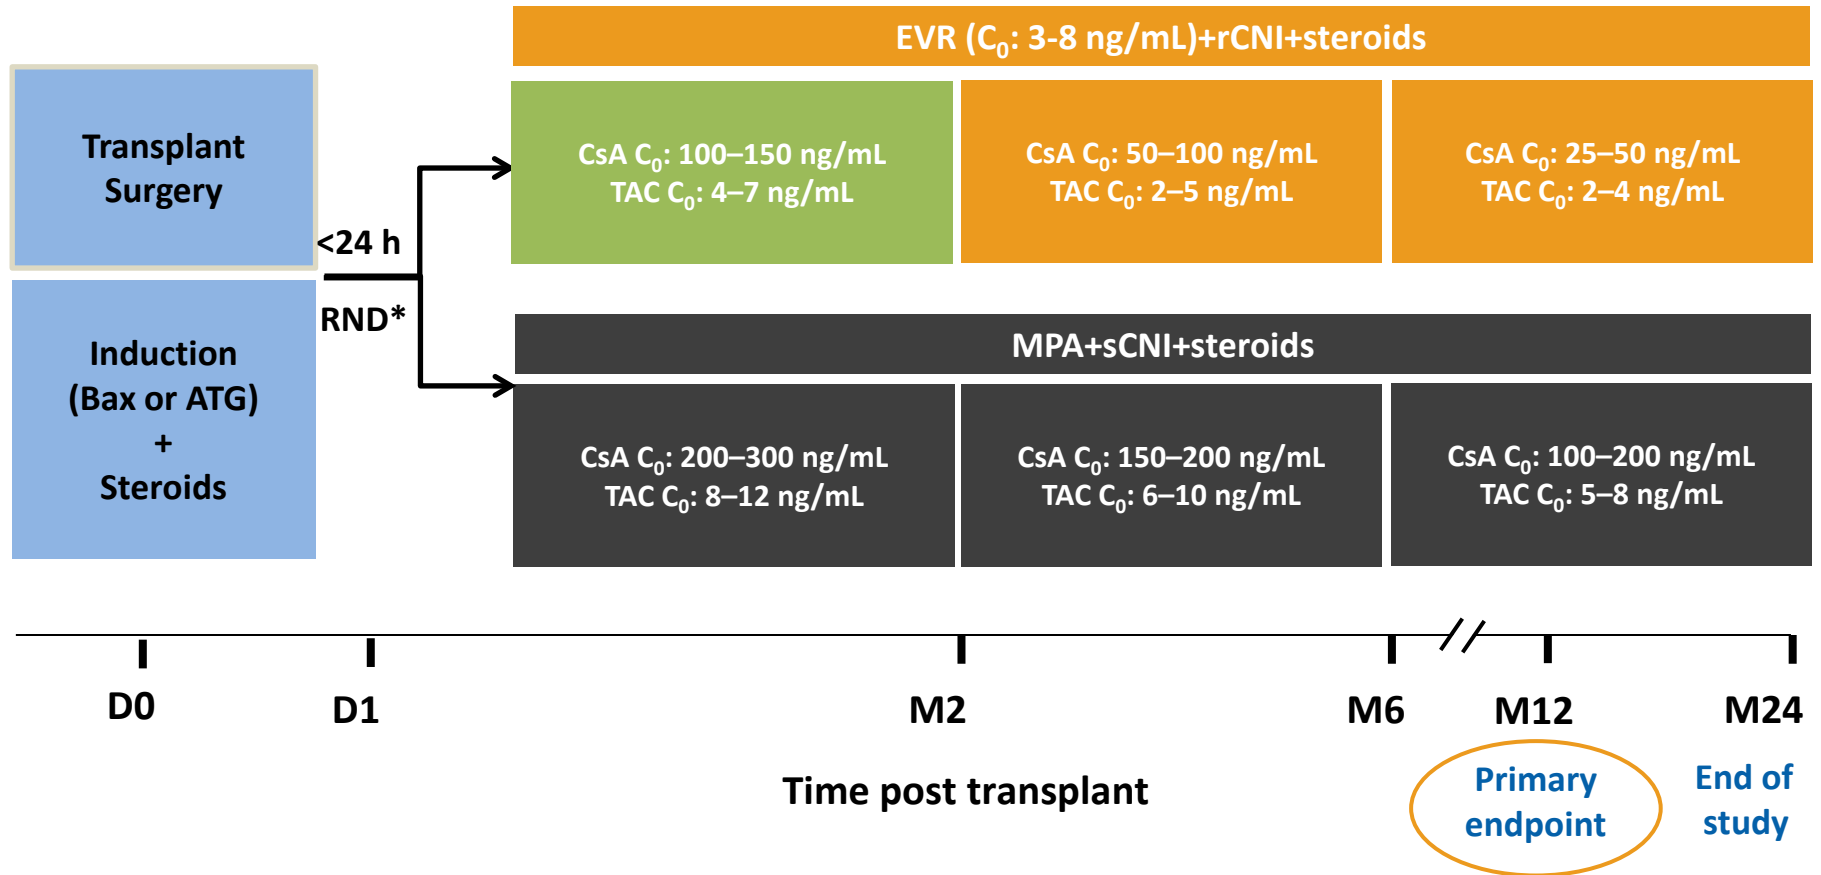 EVR (C0: 3-8 ng/mL)+rCNI+steroids
Transplant
Surgery
CsA C0: 100–150 ng/mL
TAC C0: 4–7 ng/mL
CsA C0: 50–100 ng/mL
TAC C0: 2–5 ng/mL
CsA C0: 25–50 ng/mL
TAC C0: 2–4 ng/mL
<24 h
RND*
Induction
(Bax or ATG)
+
Steroids
MPA+sCNI+steroids
CsA C0: 200–300 ng/mL
TAC C0: 8–12 ng/mL
CsA C0: 150–200 ng/mL
TAC C0: 6–10 ng/mL
CsA C0: 100–200 ng/mL
TAC C0: 5–8 ng/mL
D0
D1
M2
M6
M12
M24
Time post transplant
Primary
endpoint
End of
study